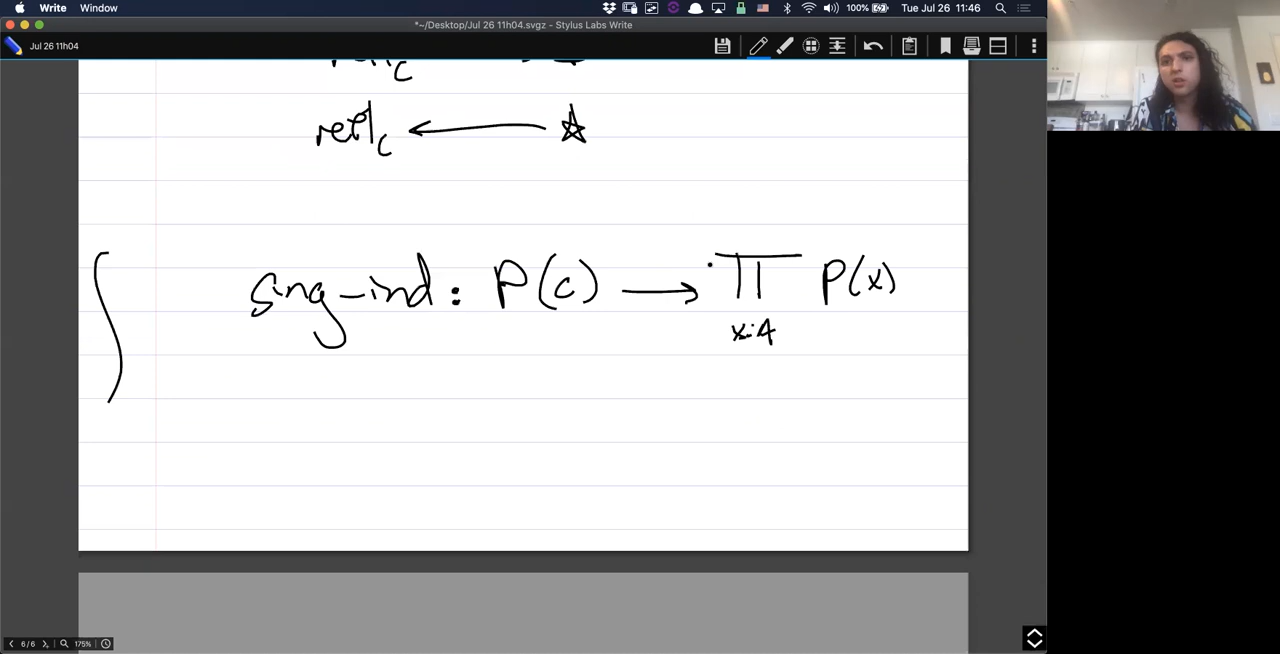 Write Window 100% Tue Jul 26 11:46
*~/Desktop/Jul 26 11h04.svgz - Stylus Labs Write
Jul 26 11h04
refl_c ← ☆
sing-ind : P(c) → ∏ P(x)
x:A
6/6 175%